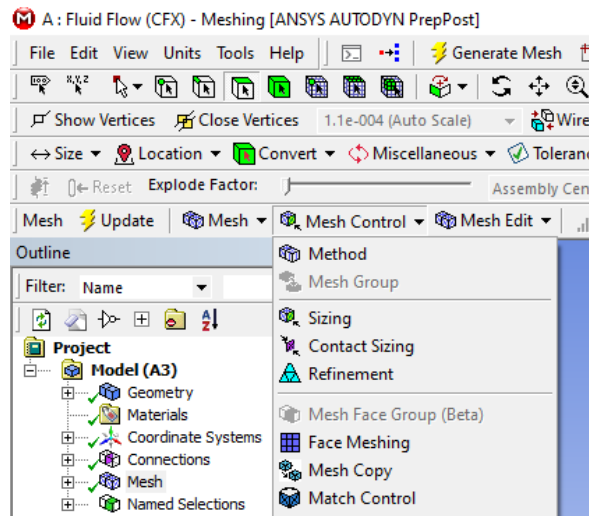 A : Fluid Flow (CFX) - Meshing [ANSYS AUTODYN PrepPost]
File Edit View Units Tools Help Generate Mesh
Show Vertices Close Vertices 1.1e-004 (Auto Scale) Wire
Size Location Convert Miscellaneous Toleran
Reset Explode Factor: Assembly Cen
Mesh Update Mesh Mesh Control Mesh Edit
Outline
Filter: Name
Project
Model (A3)
Geometry
Materials
Coordinate Systems
Connections
Mesh
Named Selections
Method
Mesh Group
Sizing
Contact Sizing
Refinement
Mesh Face Group (Beta)
Face Meshing
Mesh Copy
Match Control